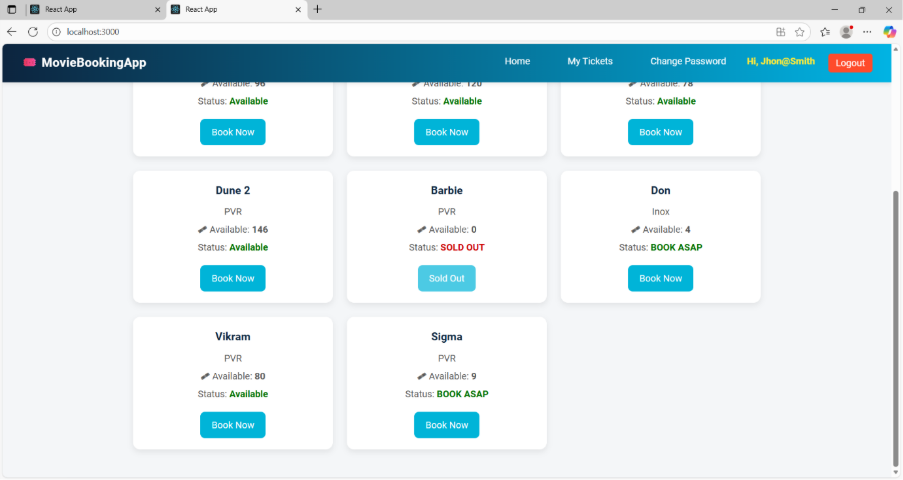 React App
React App
localhost:3000
MovieBookingApp
Home
My Tickets
Change Password
Hi, Jhon@Smith
Logout
Available: 96
Available: 120
Available: 78
Status: Available
Status: Available
Status: Available
Book Now
Book Now
Book Now
Dune 2
PVR
Available: 146
Status: Available
Book Now
Barbie
PVR
Available: 0
Status: SOLD OUT
Sold Out
Don
Inox
Available: 4
Status: BOOK ASAP
Book Now
Vikram
PVR
Available: 80
Status: Available
Book Now
Sigma
PVR
Available: 9
Status: BOOK ASAP
Book Now